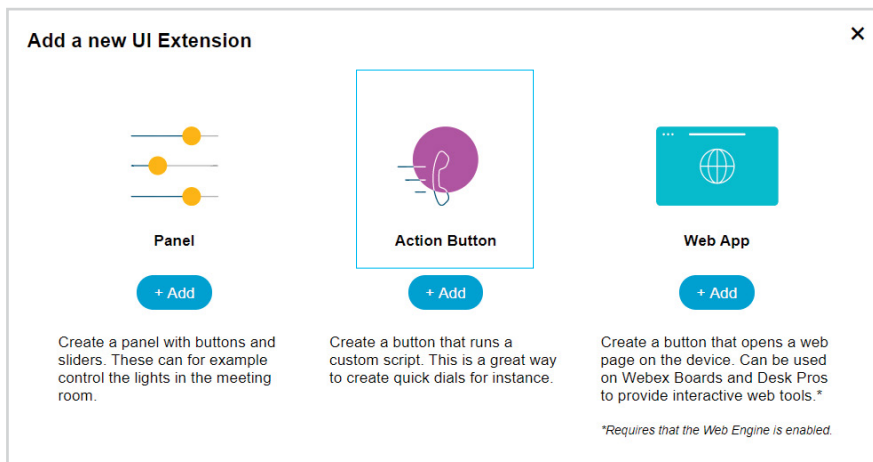 Add a new UI Extension
Panel
+ Add
Create a panel with buttons and
sliders. These can for example
control the lights in the meeting
room.
Action Button
+ Add
Create a button that runs a
custom script. This is a great way
to create quick dials for instance.
Web App
+ Add
Create a button that opens a web
page on the device. Can be used
on Webex Boards and Desk Pros
to provide interactive web tools.*
*Requires that the Web Engine is enabled.